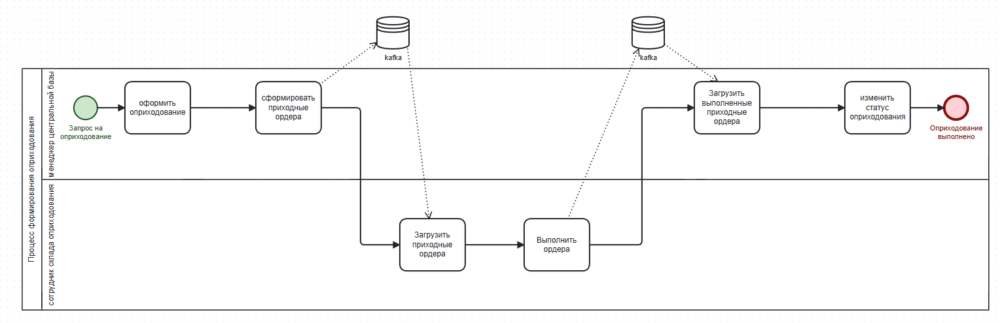 kafka
kafka
Процесс формирования оприходования
менеджер центральной базы
Запрос на
оприходование
оформить
оприходование
сформировать
приходные
ордера
Загрузить
выполненные
приходные
ордера
изменить
статус
оприходования
Оприходование
выполнено
сотрудник склада оприходования
Загрузить
приходные
ордера
Выполнить
ордера